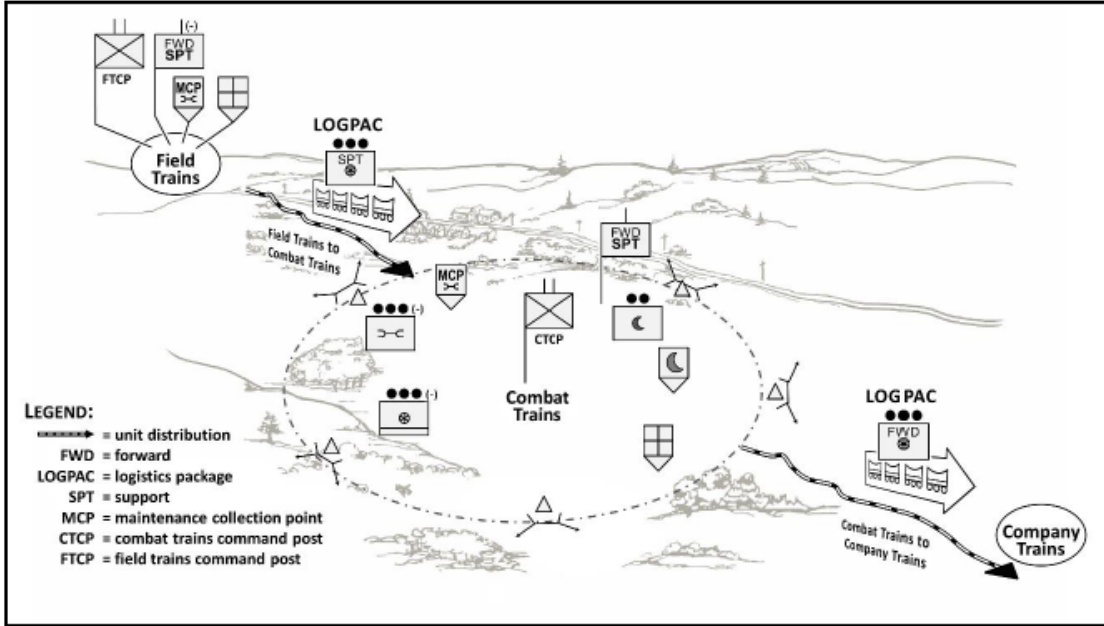 (-)
FWD
SPT
FTCP
MCP
Field
Trains
LOGPAC
SPT
Field Trains to
Combat Trains
FWD
SPT
MCP
(-)
CTCP
Combat
Trains
(-)
LOGPAC
FWD
Combat Trains to
Company Trains
Company
Trains
LEGEND:
= unit distribution
FWD = forward
LOGPAC = logistics package
SPT = support
MCP = maintenance collection point
CTCP = combat trains command post
FTCP = field trains command post